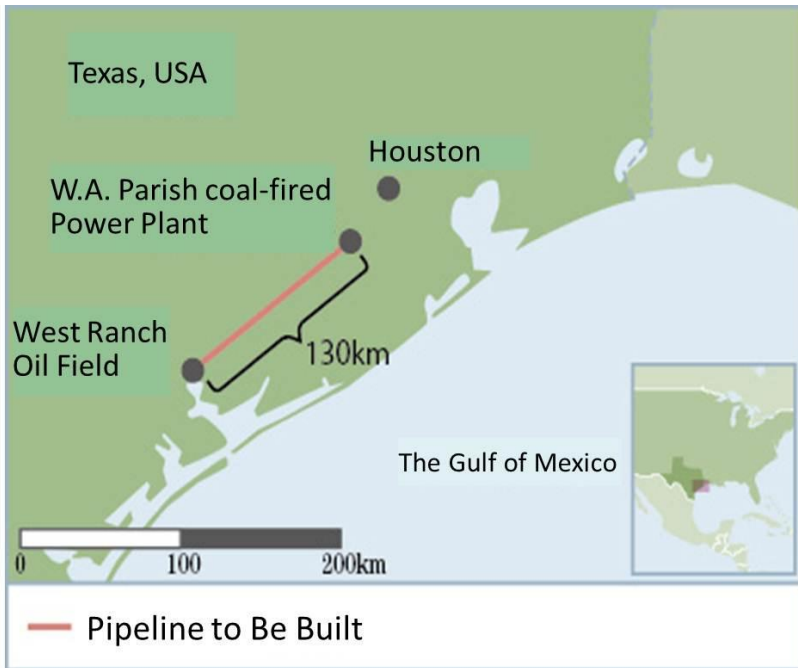 Texas, USA
Houston
W.A. Parish coal-fired
Power Plant
West Ranch
Oil Field
130km
The Gulf of Mexico
0 100 200km
Pipeline to Be Built